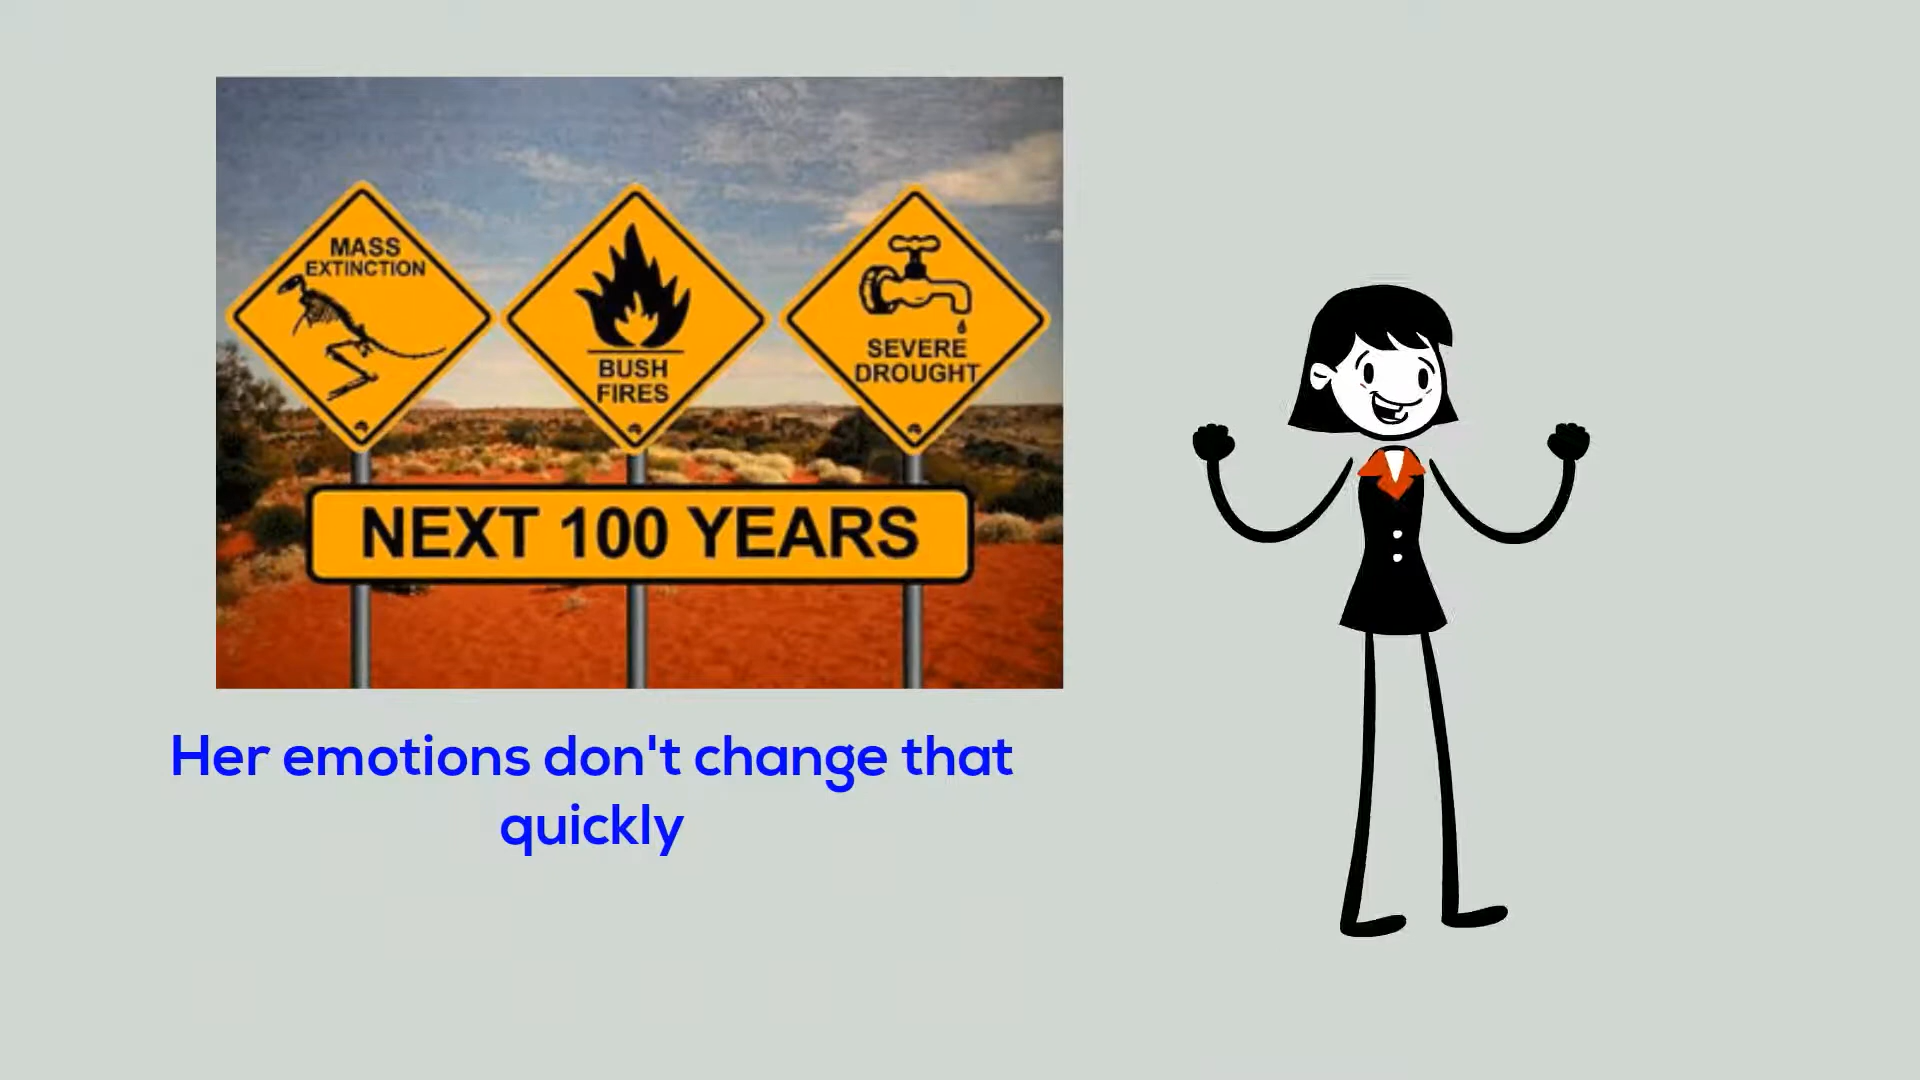 MASS
EXTINCTION
BUSH
FIRES
SEVERE
DROUGHT
NEXT 100 YEARS
Her emotions don't change that
quickly